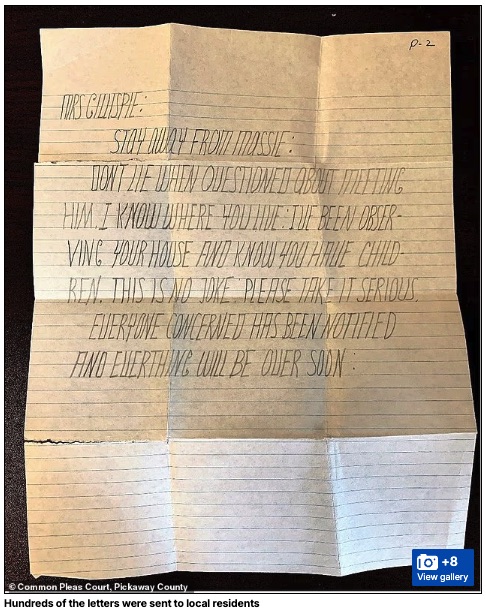 P-2
MRS GILLISPIE:
STAY AWAY FROM MASSIE:
DON'T LIE WHEN QUESTIONED ABOUT MEETING
HIM. I KNOW WHERE YOU LIVE: I'VE BEEN OBSER-
VING YOUR HOUSE AND KNOW YOU HAVE CHILD-
REN. THIS IS NO JOKE. PLEASE TAKE IT SERIOUS.
EVERYONE CONCERNED HAS BEEN NOTIFIED
AND EVERTHING WILL BE OVER SOON:
+8
View gallery
© Common Pleas Court, Pickaway County
Hundreds of the letters were sent to local residents